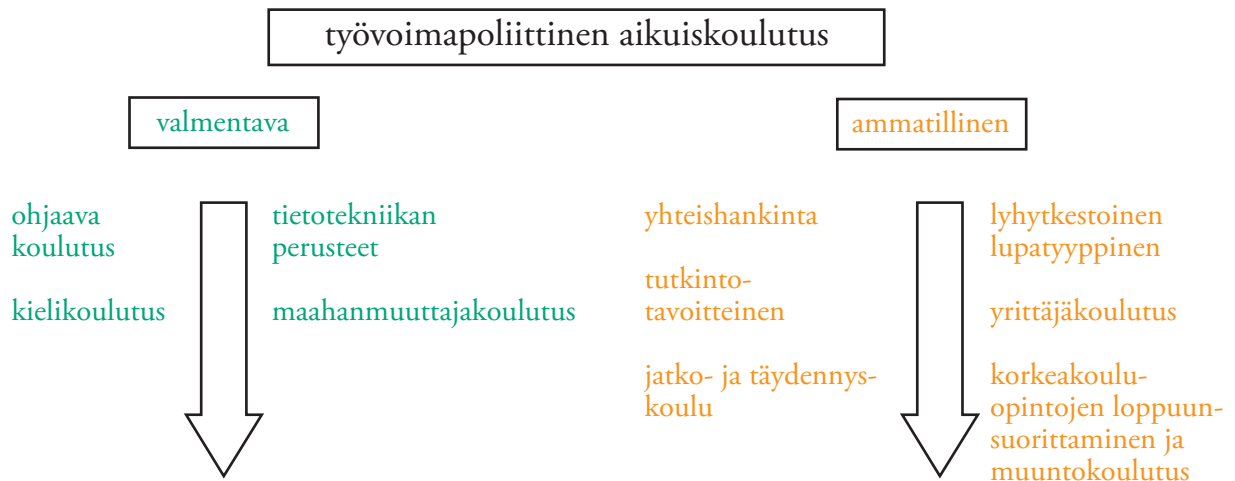 työvoimapoliittinen aikuiskoulutus
valmentava
ohjaava
koulutus
kielikoulutus
tietotekniikan
perusteet
maahanmuuttajakoulutus
ammatillinen
yhteishankinta
tutkinto-
tavoitteinen
jatko- ja täydennys-
koulu
lyhytkestoinen
lupatyyppinen
yrittäjäkoulutus
korkeakoulu-
opintojen loppuun-
suorittaminen ja
muuntokoulutus